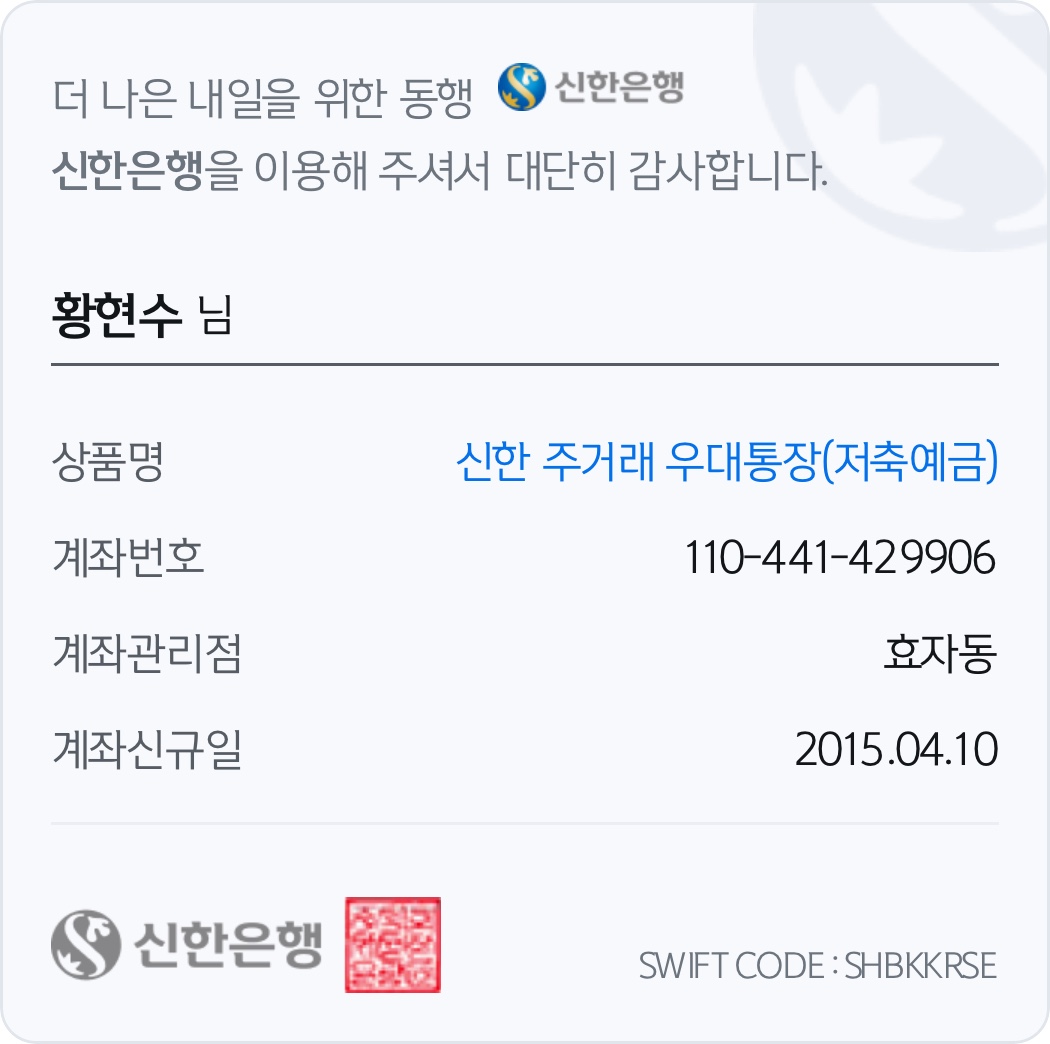 더 나은 내일을 위한 동행 신한은행
신한은행을 이용해 주셔서 대단히 감사합니다.
황현수 님
상품명 신한 주거래 우대통장(저축예금)
계좌번호 110-441-429906
계좌관리점 효자동
계좌신규일 2015.04.10
신한은행 SWIFT CODE : SHBKKRSE